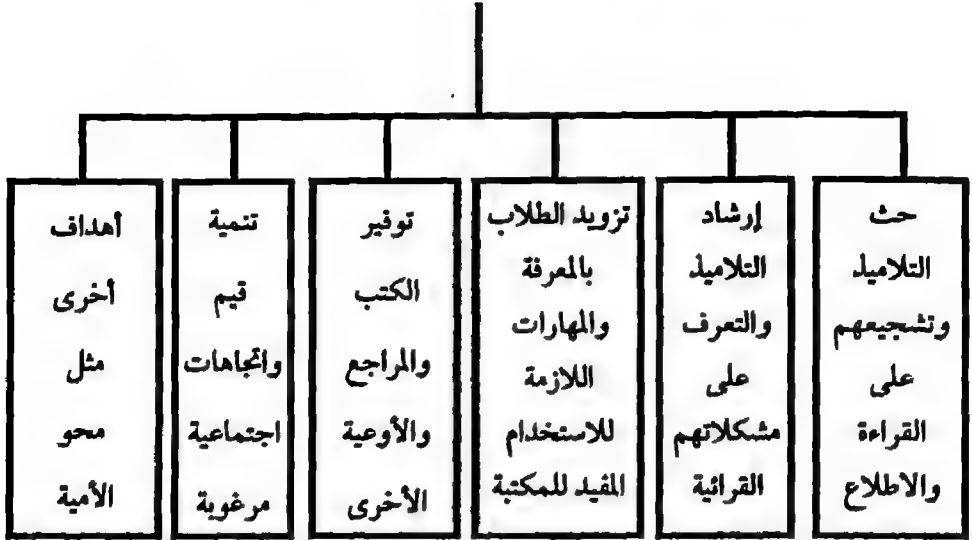 حث
التلاميذ
وتشجيعهم
على
القراءة
والاطلاع
إرشاد
التلاميذ
والتعرف
على
مشكلاتهم
القرائية
تزويد الطلاب
بالمعرفة
والمهارات
اللازمة
للاستخدام
المفيد للمكتبة
توفير
الكتب
والمراجع
والأوعية
الأخرى
تنمية
قيم
واتجاهات
اجتماعية
مرغوبة
أهداف
أخرى
مثل
محو
الأمية